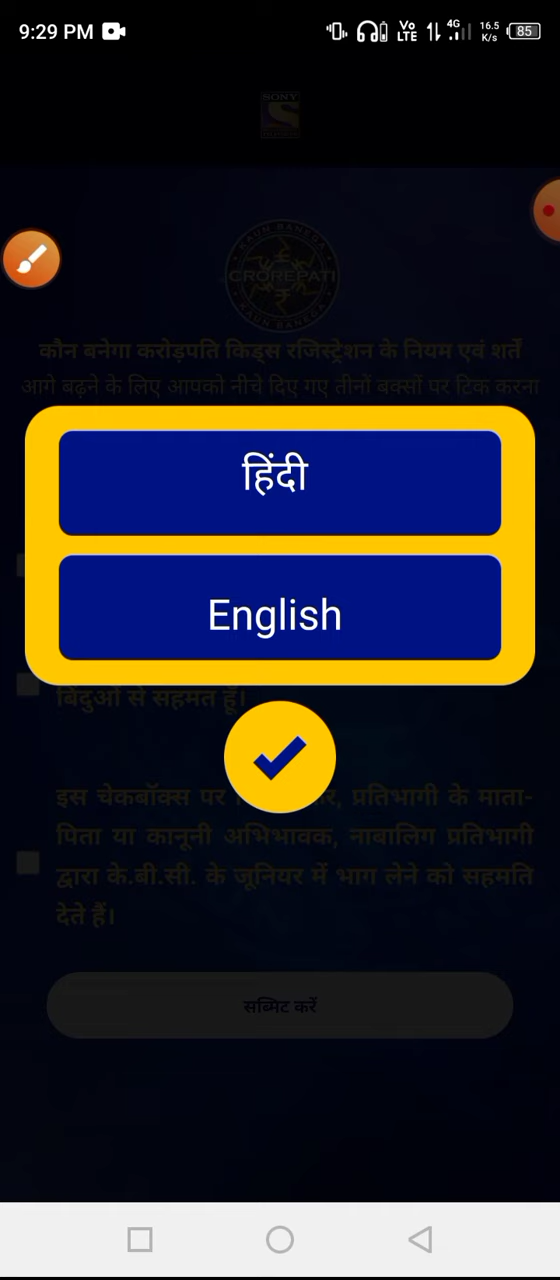 9:29 PM
Vo
LTE
4G
16.5
K/s
85
SONY
KAUN BANEGA
CROREPATI
KAUN BANEGA
कौन बनेगा करोड़पति किड्स रजिस्ट्रेशन के नियम एवं शर्तें
आगे बढ़ने के लिए आपको नीचे दिए गए तीनों बक्सों पर टिक करना
हिंदी
English
बिंदुओं से सहमत हूँ।
इस चेकबॉक्स पर प्रतिभागी के माता-
पिता या कानूनी अभिभावक, नाबालिग प्रतिभागी
द्वारा के.बी.सी. के जूनियर में भाग लेने को सहमति
देते हैं।
सब्मिट करें